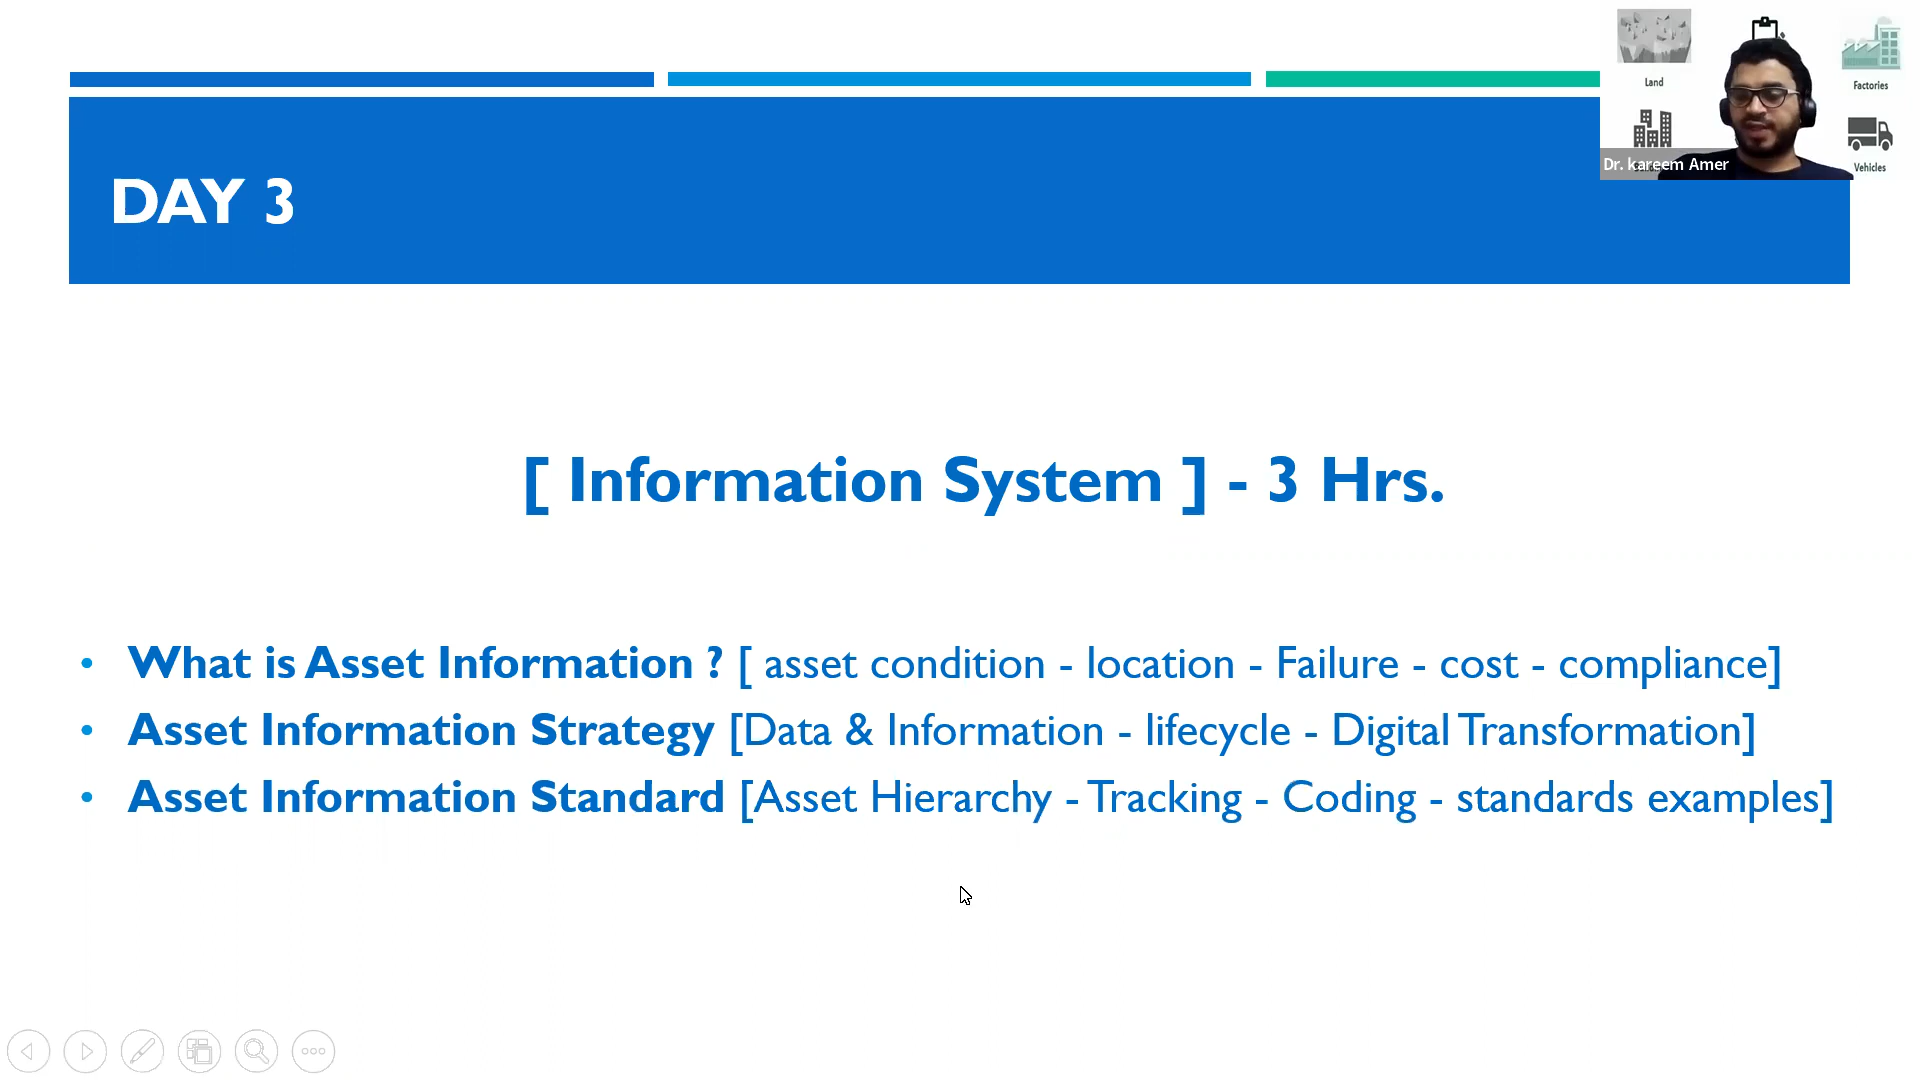 Land
Factories
Dr. kareem Amer
Vehicles
DAY 3
[ Information System ] - 3 Hrs.
• What is Asset Information ? [ asset condition - location - Failure - cost - compliance]
• Asset Information Strategy [Data & Information - lifecycle - Digital Transformation]
• Asset Information Standard [Asset Hierarchy - Tracking - Coding - standards examples]